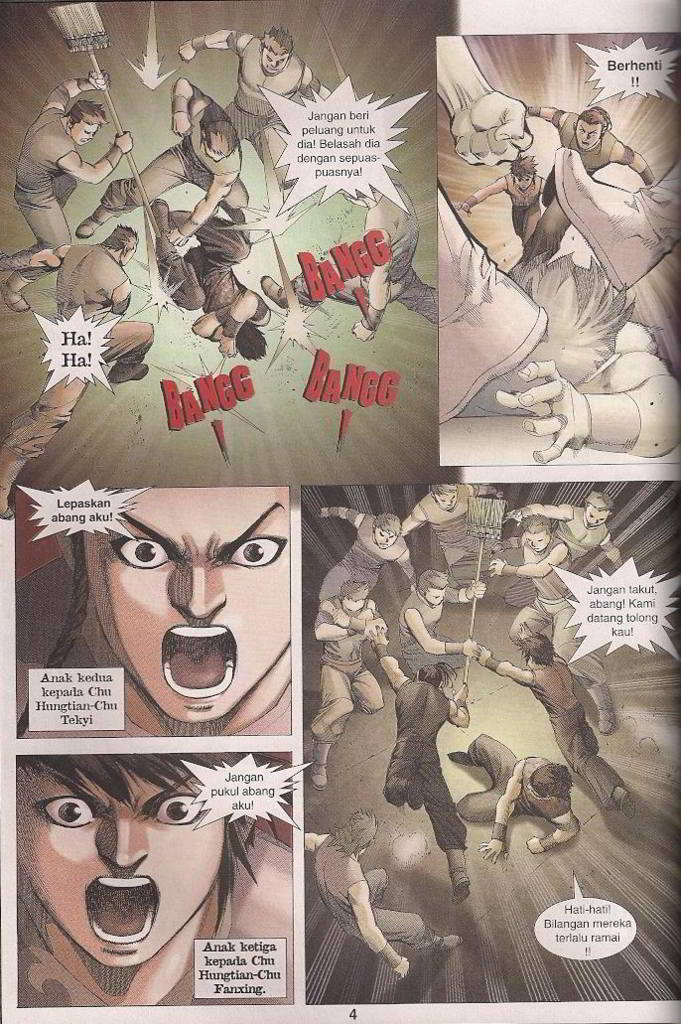 Jangan beri
peluang untuk
dia! Belasah dia
dengan sepuas-
puasnya!
Ha!
Ha!
BANGG
!
BANGG
!
BANGG
!
Berhenti
!!
Lepaskan
abang aku!
Anak kedua
kepada Chu
Hungtian-Chu
Tekyi
Jangan
pukul abang
aku!
Anak ketiga
kepada Chu
Hungtian-Chu
Fanxing.
Jangan takut,
abang! Kami
datang tolong
kau!
Hati-hati!
Bilangan mereka
terlalu ramai
!!
4